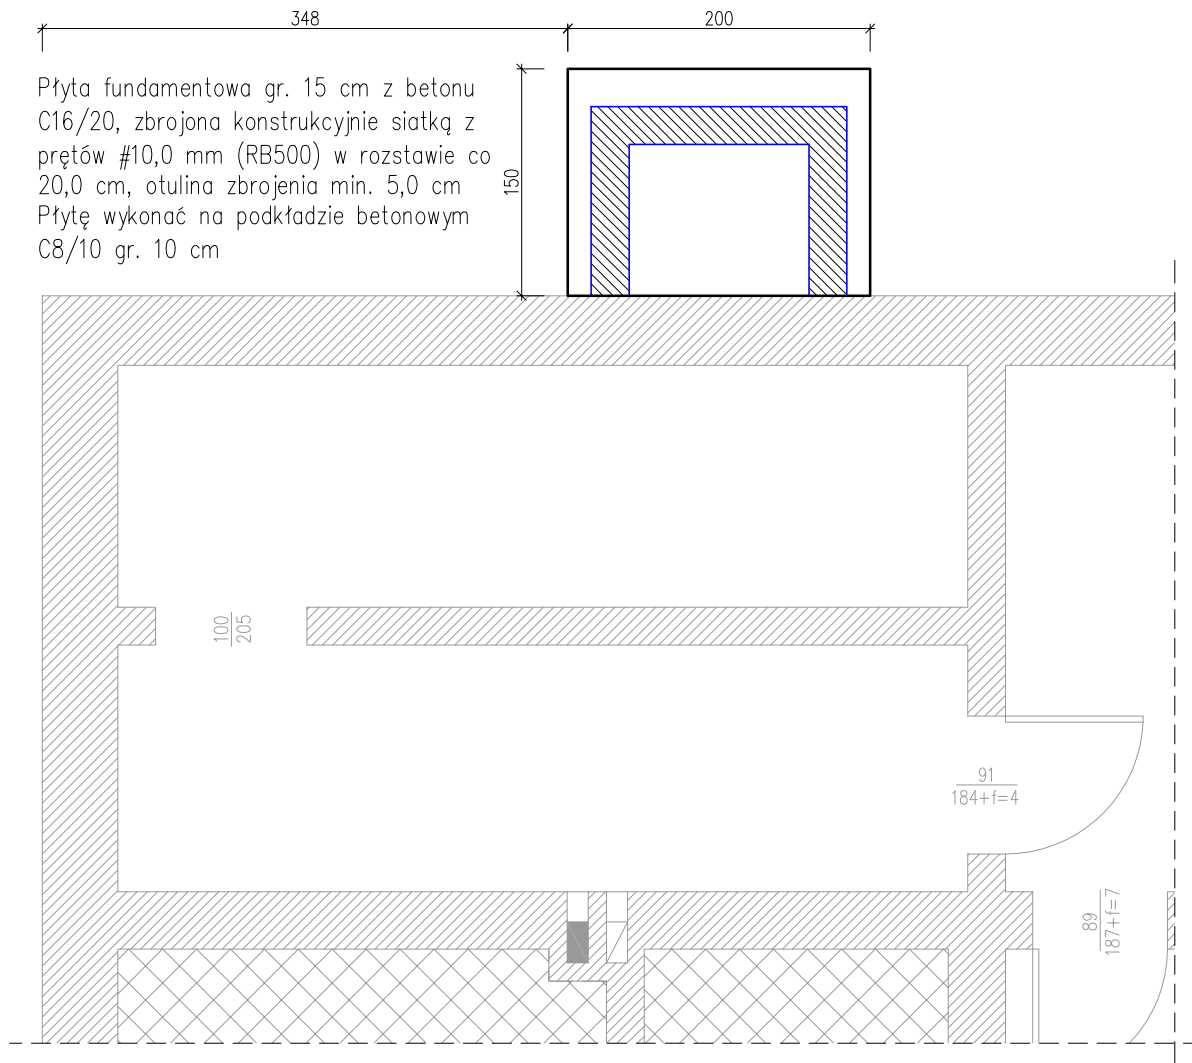 348
200
Płyta fundamentowa gr. 15 cm z betonu
C16/20, zbrojona konstrukcyjnie siatką z
prętów #10,0 mm (RB500) w rozstawie co
20,0 cm, otulina zbrojenia min. 5,0 cm
Płytę wykonać na podkładzie betonowym
C8/10 gr. 10 cm
150
100
205
91
184+f=4
89
187+f=7